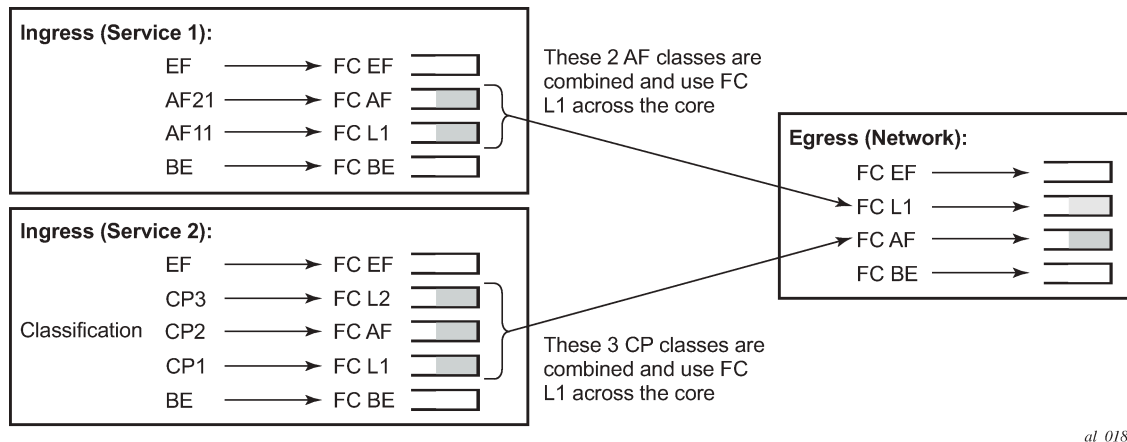 Ingress (Service 1):
EF FC EF
AF21 FC AF
AF11 FC L1
BE FC BE
These 2 AF classes are
combined and use FC
L1 across the core
Ingress (Service 2):
EF FC EF
CP3 FC L2
Classification CP2 FC AF
CP1 FC L1
BE FC BE
These 3 CP classes are
combined and use FC
L1 across the core
Egress (Network):
FC EF
FC L1
FC AF
FC BE
al_018